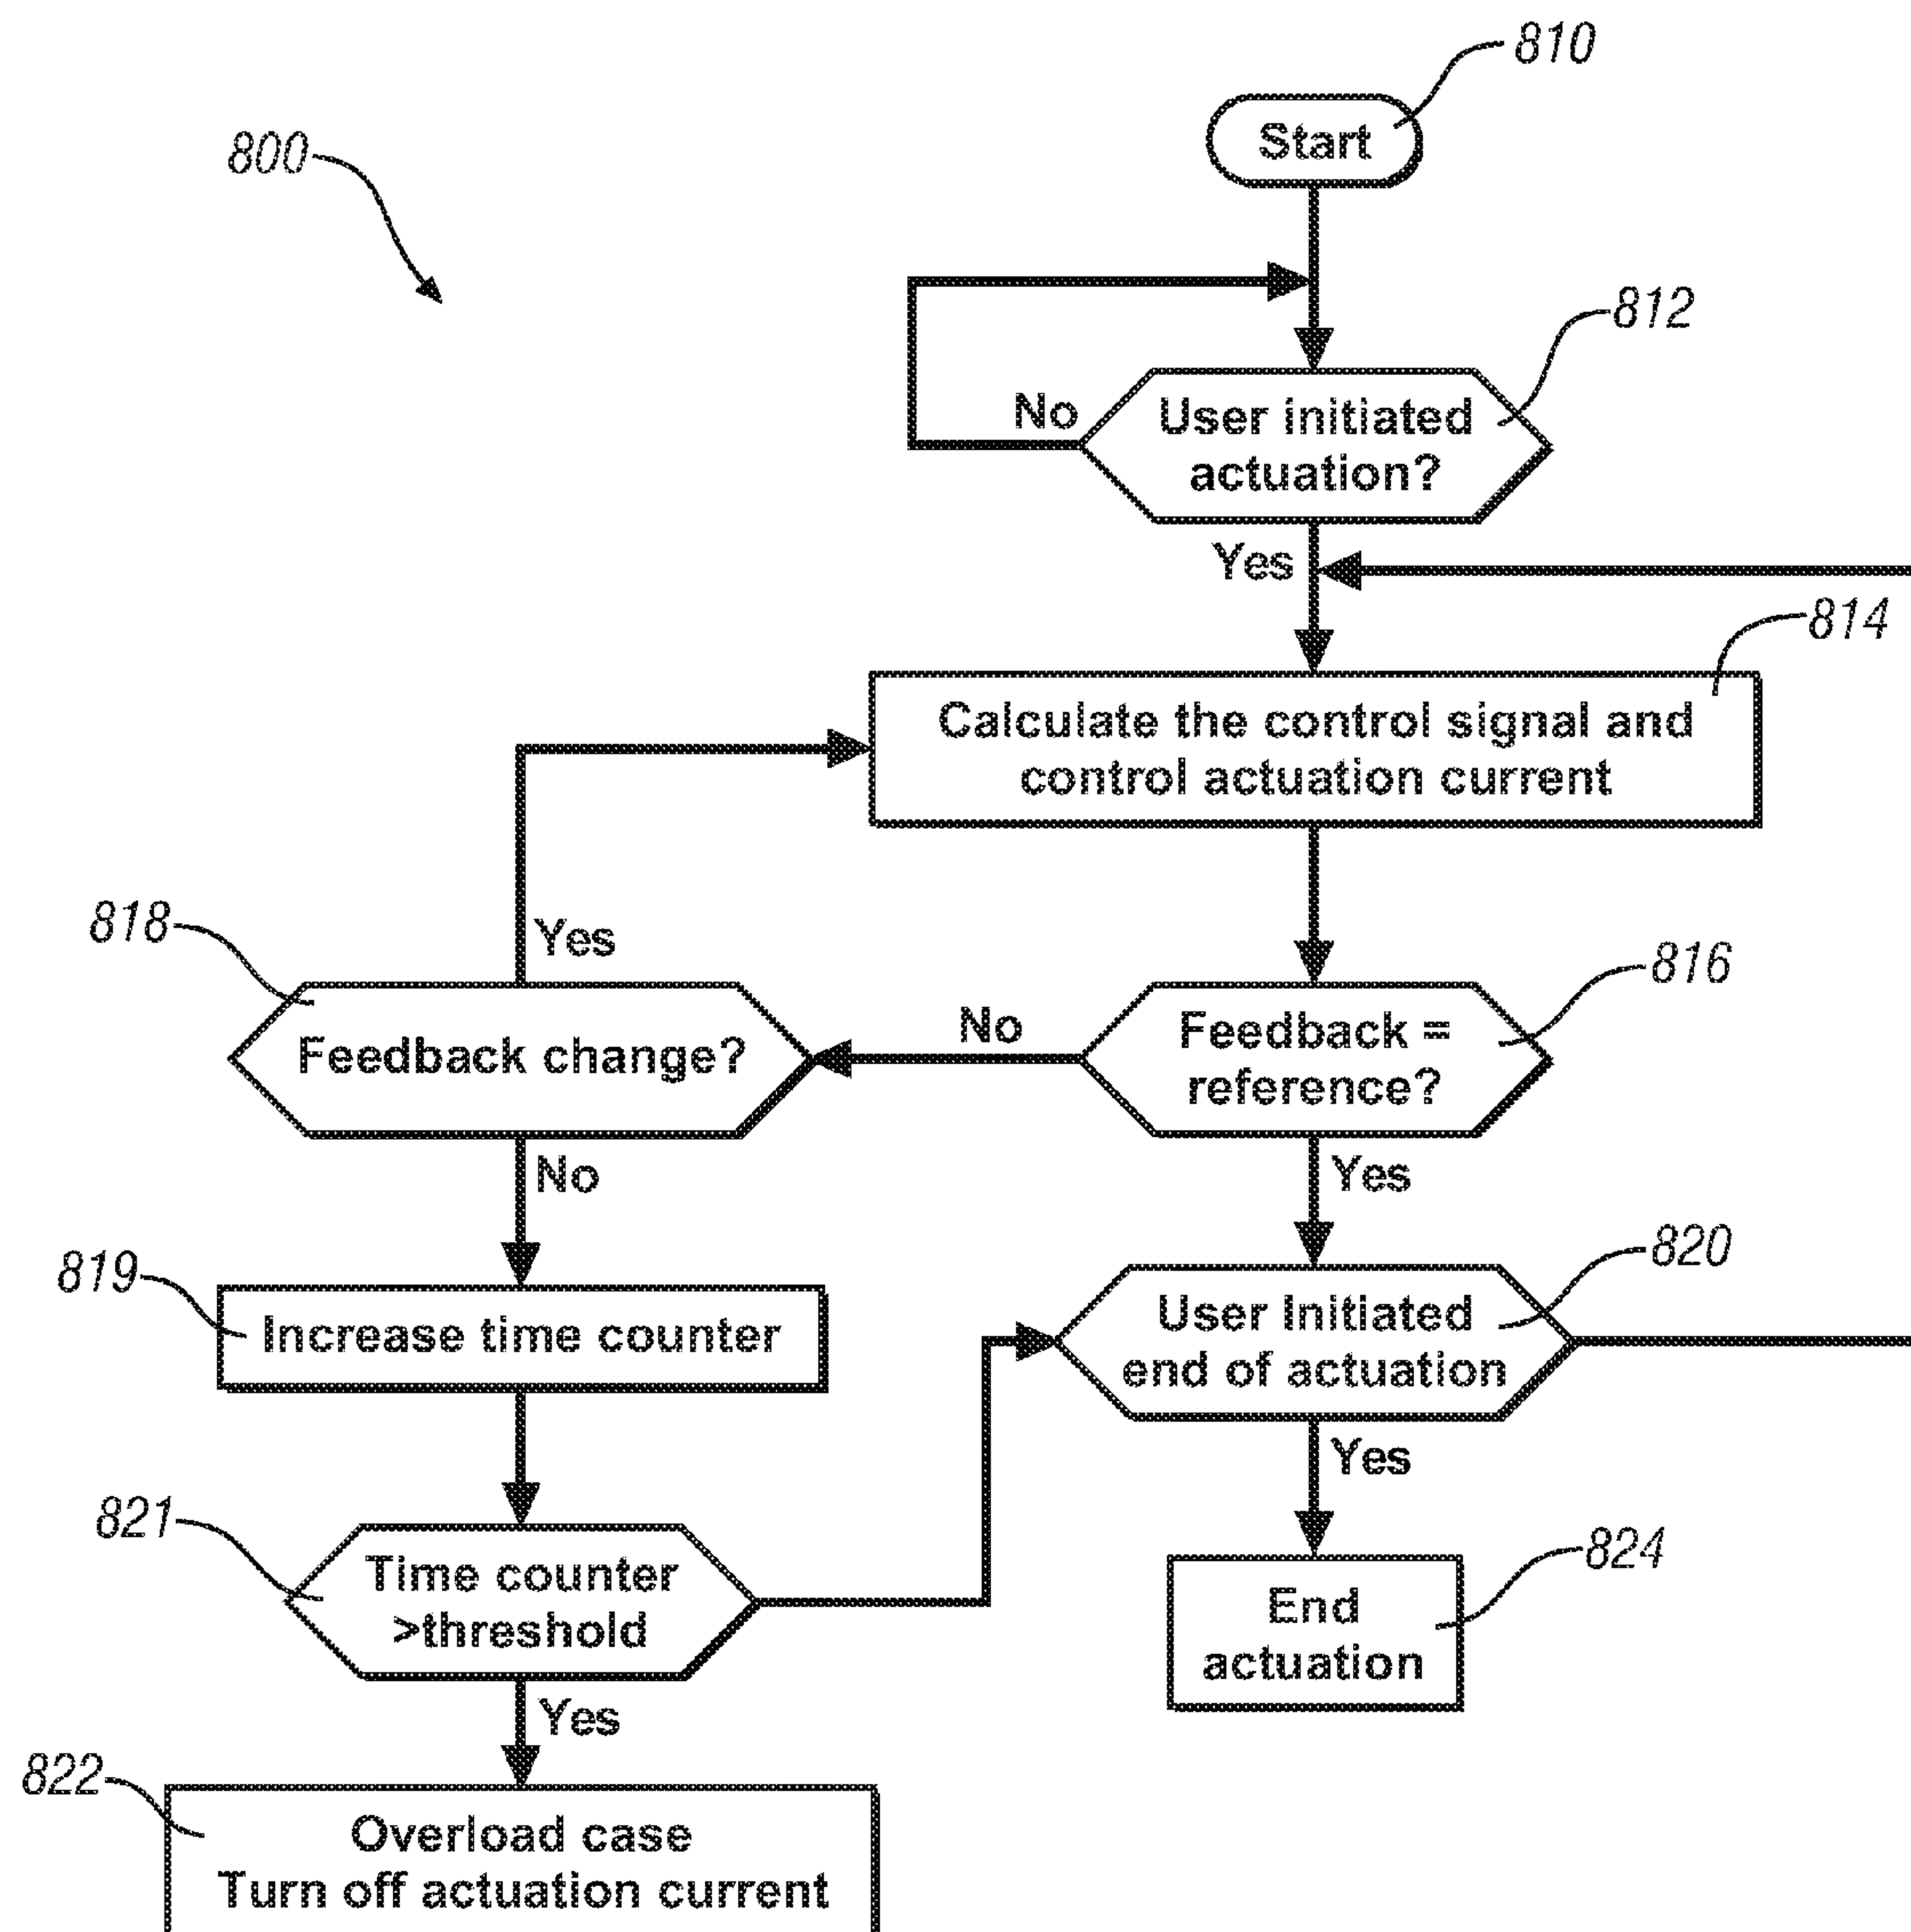 810
Start
800
812
User initiated
actuation?
No
Yes
814
Calculate the control signal and
control actuation current
818
Yes
Feedback change?
No
816
Feedback =
reference?
No
Yes
819
Increase time counter
820
User Initiated
end of actuation
Yes
821
Time counter
>threshold
Yes
824
End
actuation
822
Overload case
Turn off actuation current